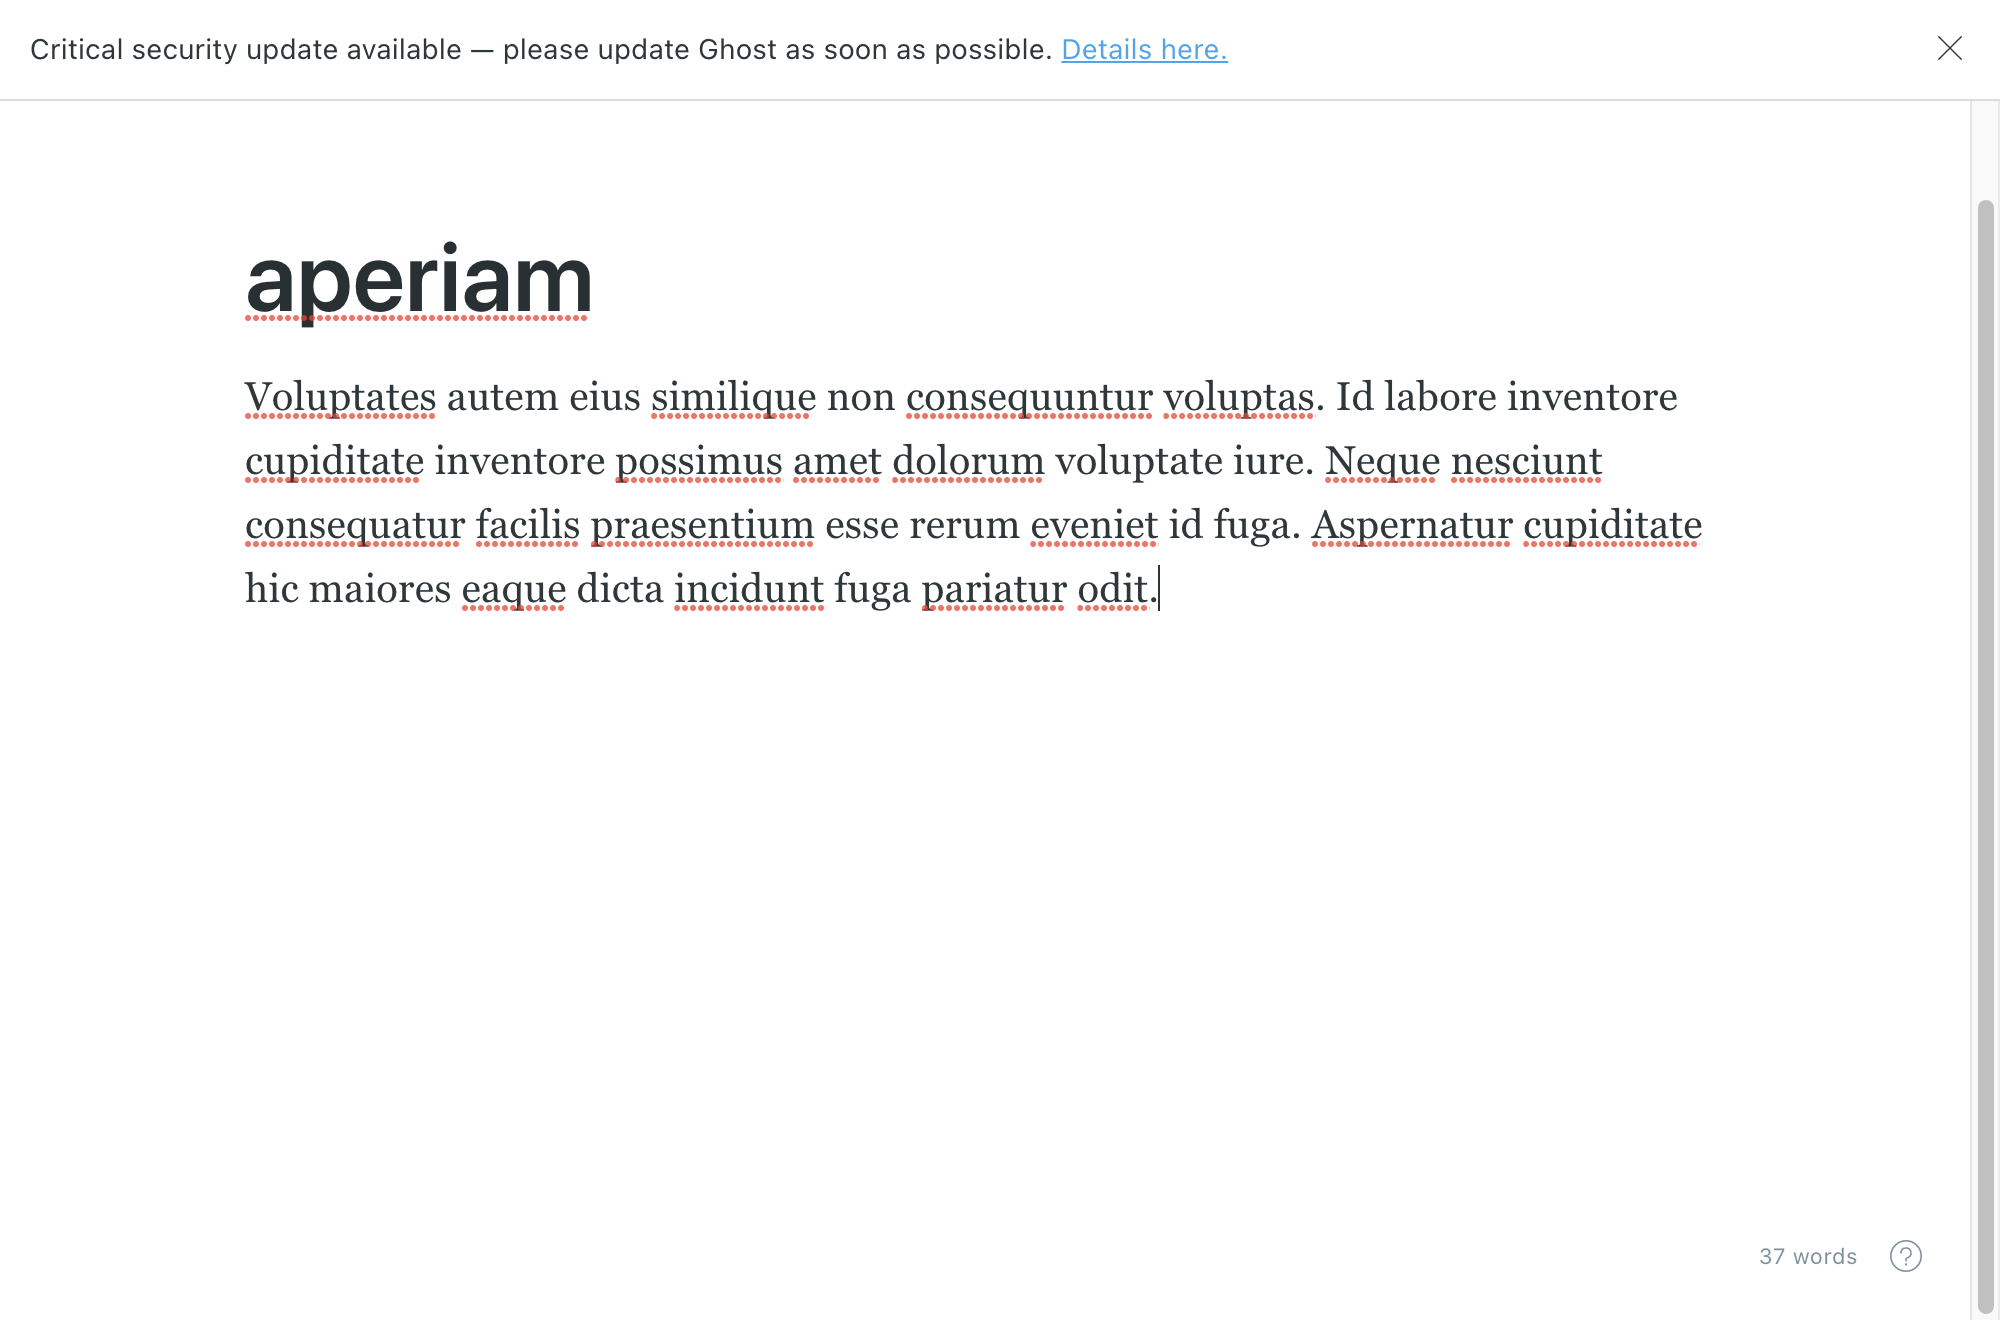 Critical security update available — please update Ghost as soon as possible. Details here.
aperiam
Voluptates autem eius similique non consequuntur voluptas. Id labore inventore
cupiditate inventore possimus amet dolorum voluptate iure. Neque nesciunt
consequatur facilis praesentium esse rerum eveniet id fuga. Aspernatur cupiditate
hic maiores eaque dicta incidunt fuga pariatur odit.
37 words